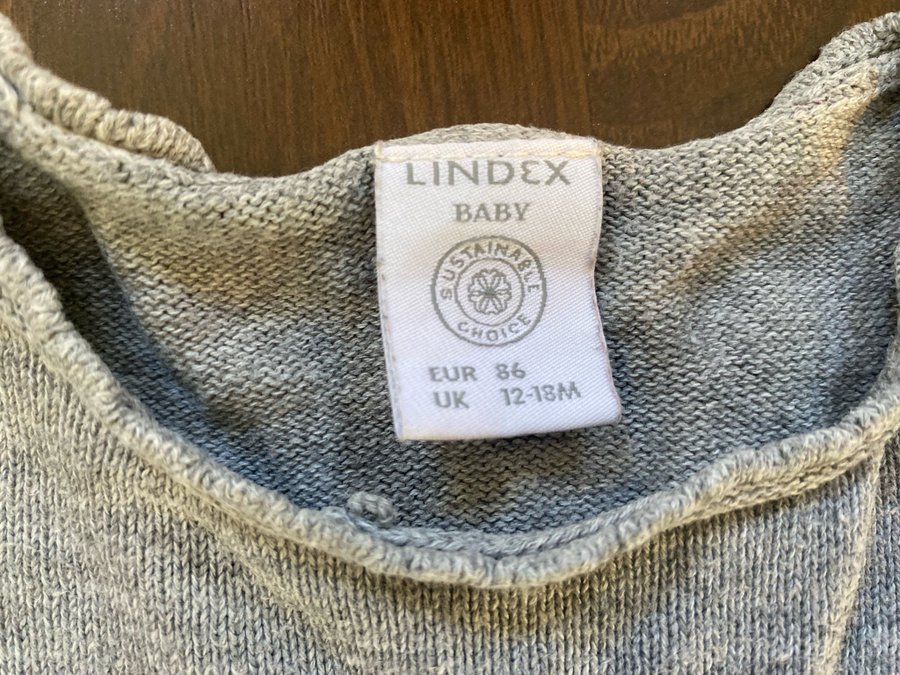 LINDEX
BABY
SUSTAINABLE
CHOICE
EUR 86
UK 12-18M